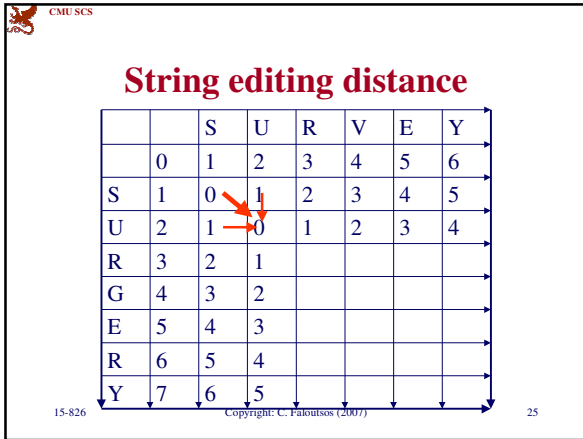 CMU SCS
String editing distance
S U R V E Y
0 1 2 3 4 5 6
S 1 0 1 2 3 4 5
U 2 1 0 1 2 3 4
R 3 2 1
G 4 3 2
E 5 4 3
R 6 5 4
Y 7 6 5
15-826 Copyright: C. Faloutsos (2007) 25